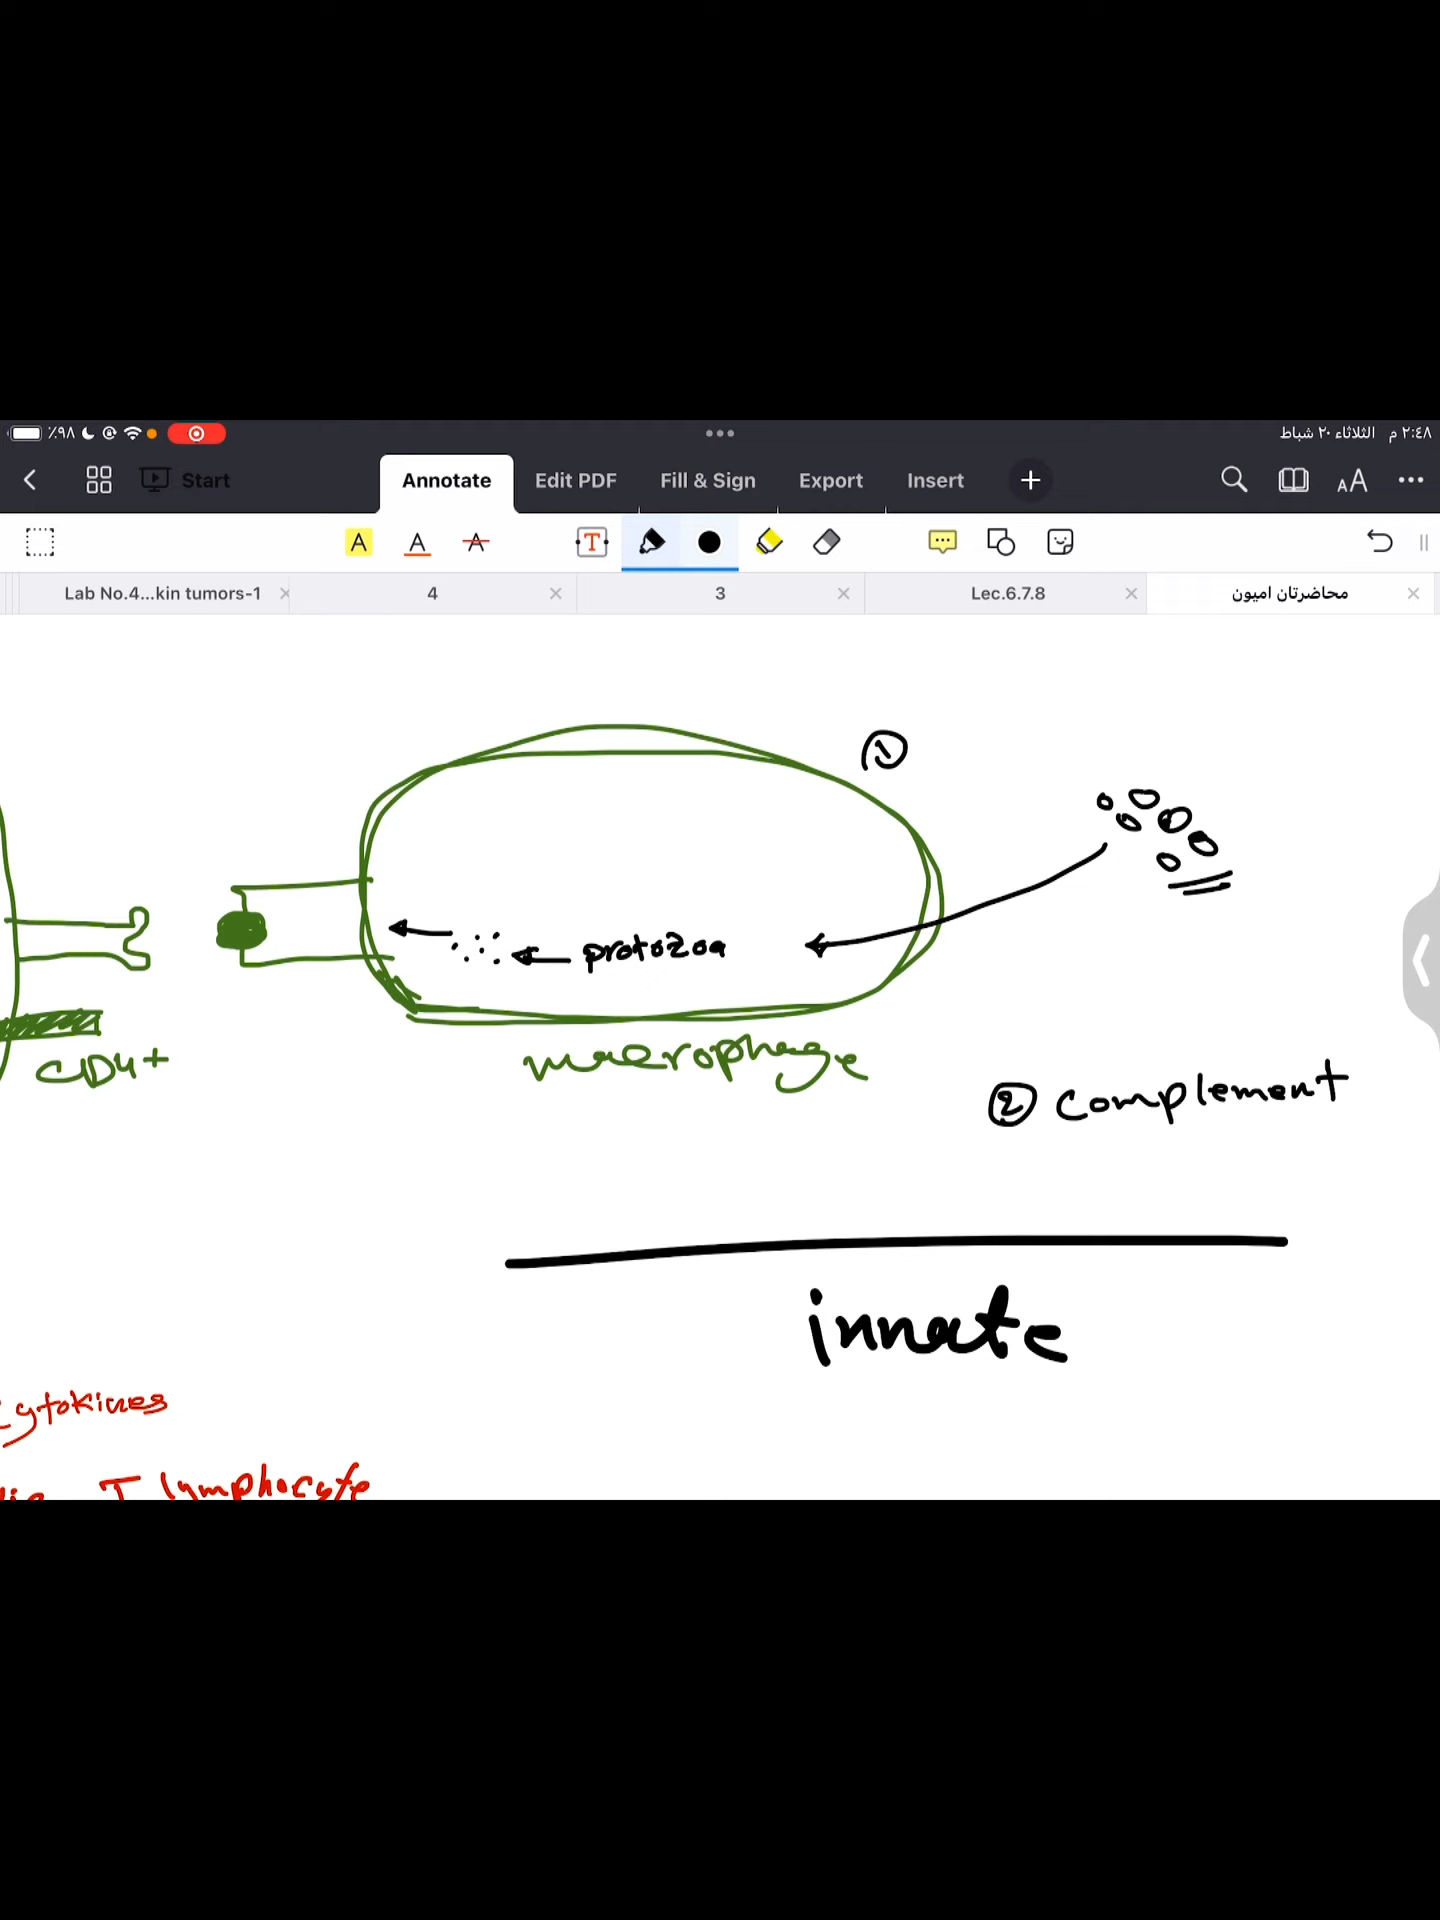 ٪٩٨
٢:٤٨ م الثلاثاء ٢٠ شباط
Start
Annotate
Edit PDF
Fill & Sign
Export
Insert
Lab No.4...kin tumors-1
4
3
Lec.6.7.8
محاضرتان اميون
1
protozoa
CD4+
macrophage
2 complement
innate
cytokines
T lymphocyte